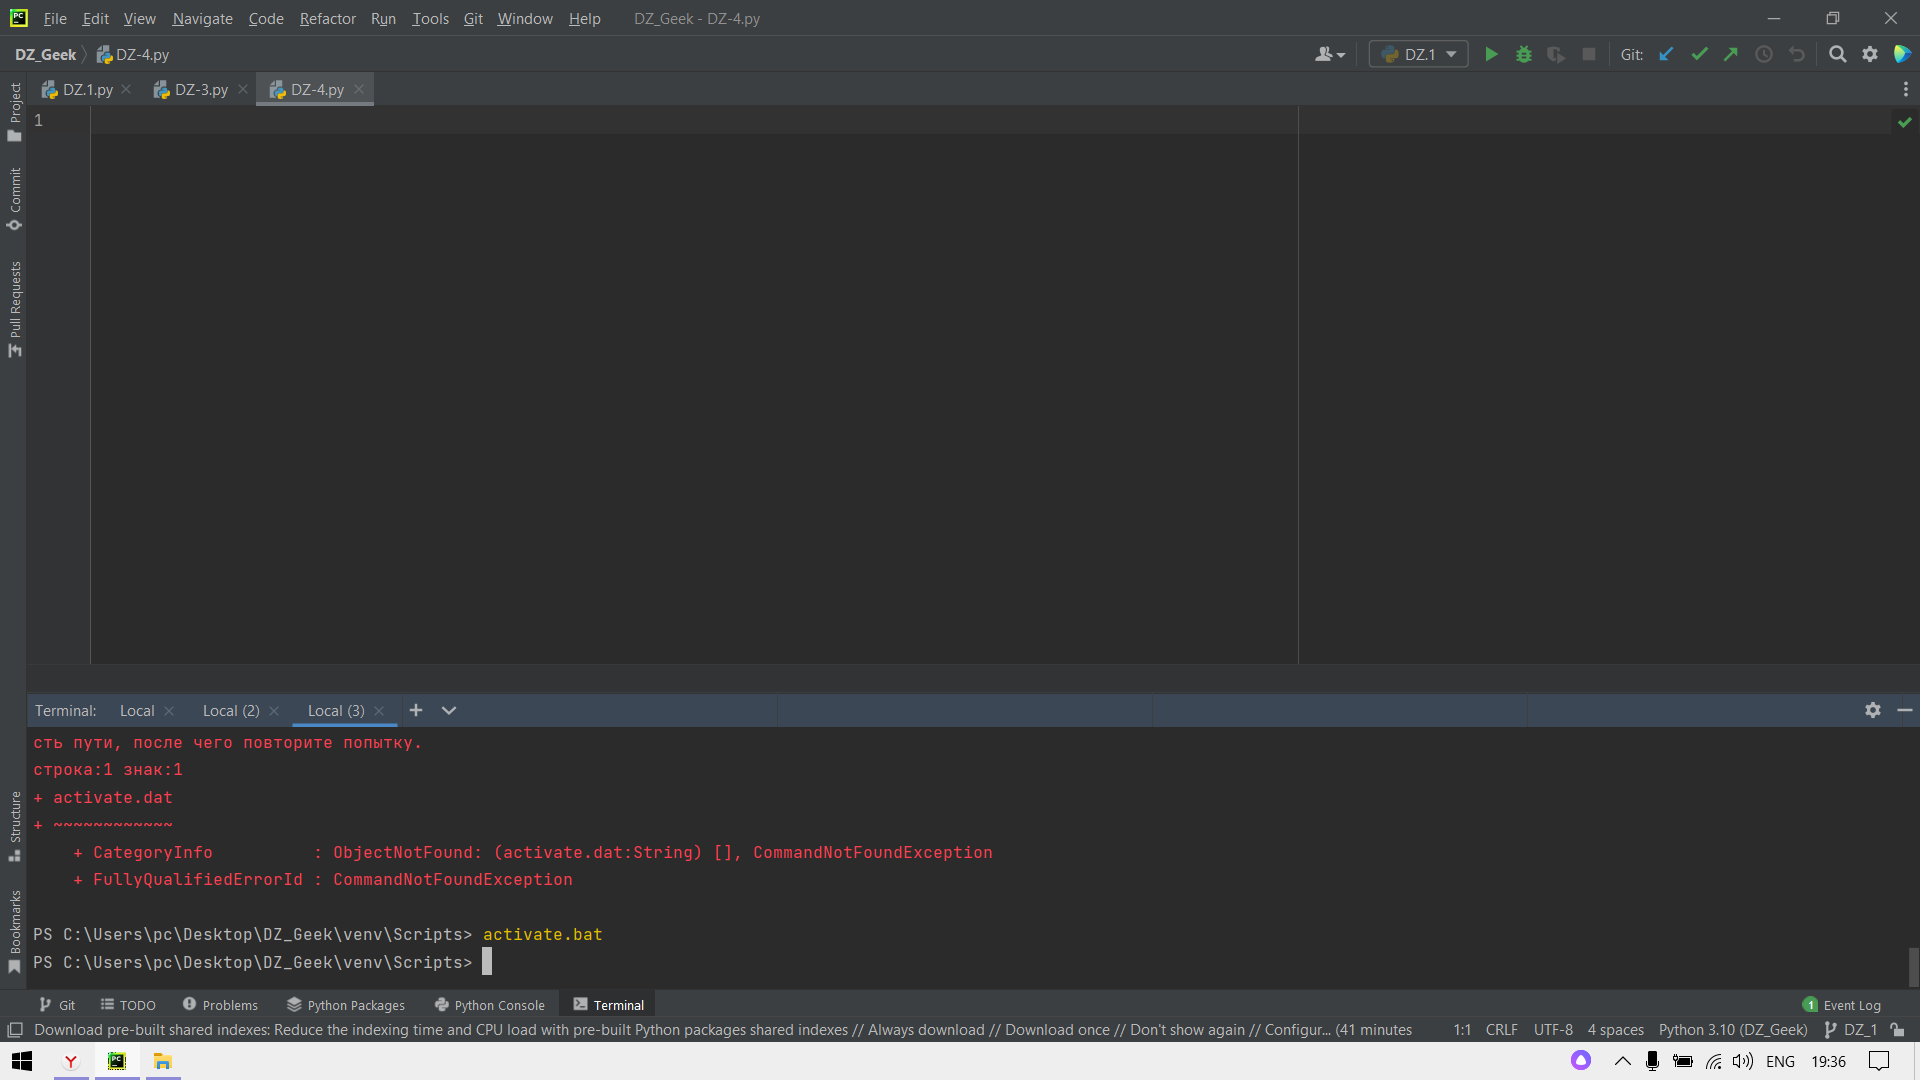 File Edit View Navigate Code Refactor Run Tools Git Window Help DZ_Geek - DZ-4.py
DZ_Geek DZ-4.py DZ.1 Git:
DZ.1.py DZ-3.py DZ-4.py
1
Project
Commit
Pull Requests
Structure
Bookmarks
Terminal: Local Local (2) Local (3)
сть пути, после чего повторите попытку.
строка:1 знак:1
+ activate.dat
+ ~~~~~~~~~~~~
+ CategoryInfo : ObjectNotFound: (activate.dat:String) [], CommandNotFoundException
+ FullyQualifiedErrorId : CommandNotFoundException
PS C:\Users\pc\Desktop\DZ_Geek\venv\Scripts> activate.bat
PS C:\Users\pc\Desktop\DZ_Geek\venv\Scripts>
Git TODO Problems Python Packages Python Console Terminal 1 Event Log
Download pre-built shared indexes: Reduce the indexing time and CPU load with pre-built Python packages shared indexes // Always download // Download once // Don't show again // Configur... (41 minutes 1:1 CRLF UTF-8 4 spaces Python 3.10 (DZ_Geek) DZ_1
ENG 19:36